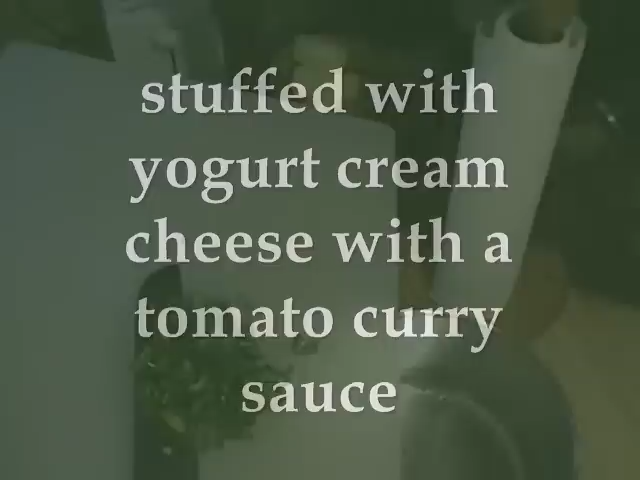 stuffed with
yogurt cream
cheese with a
tomato curry
sauce